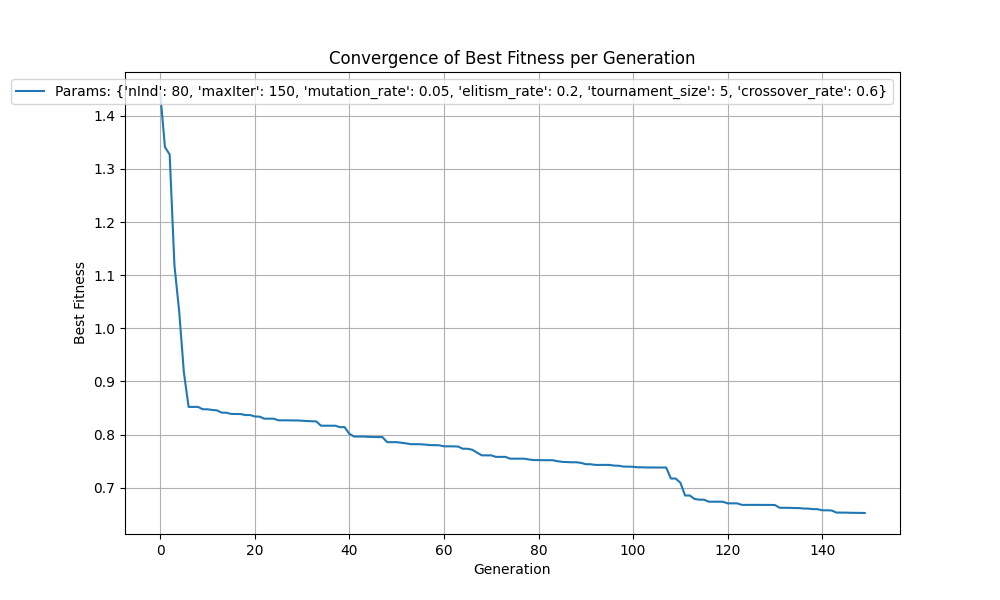 Convergence of Best Fitness per Generation
Params: {'nInd': 80, 'maxIter': 150, 'mutation_rate': 0.05, 'elitism_rate': 0.2, 'tournament_size': 5, 'crossover_rate': 0.6}
1.4
1.3
1.2
1.1
1.0
0.9
0.8
0.7
Best Fitness
0 20 40 60 80 100 120 140
Generation